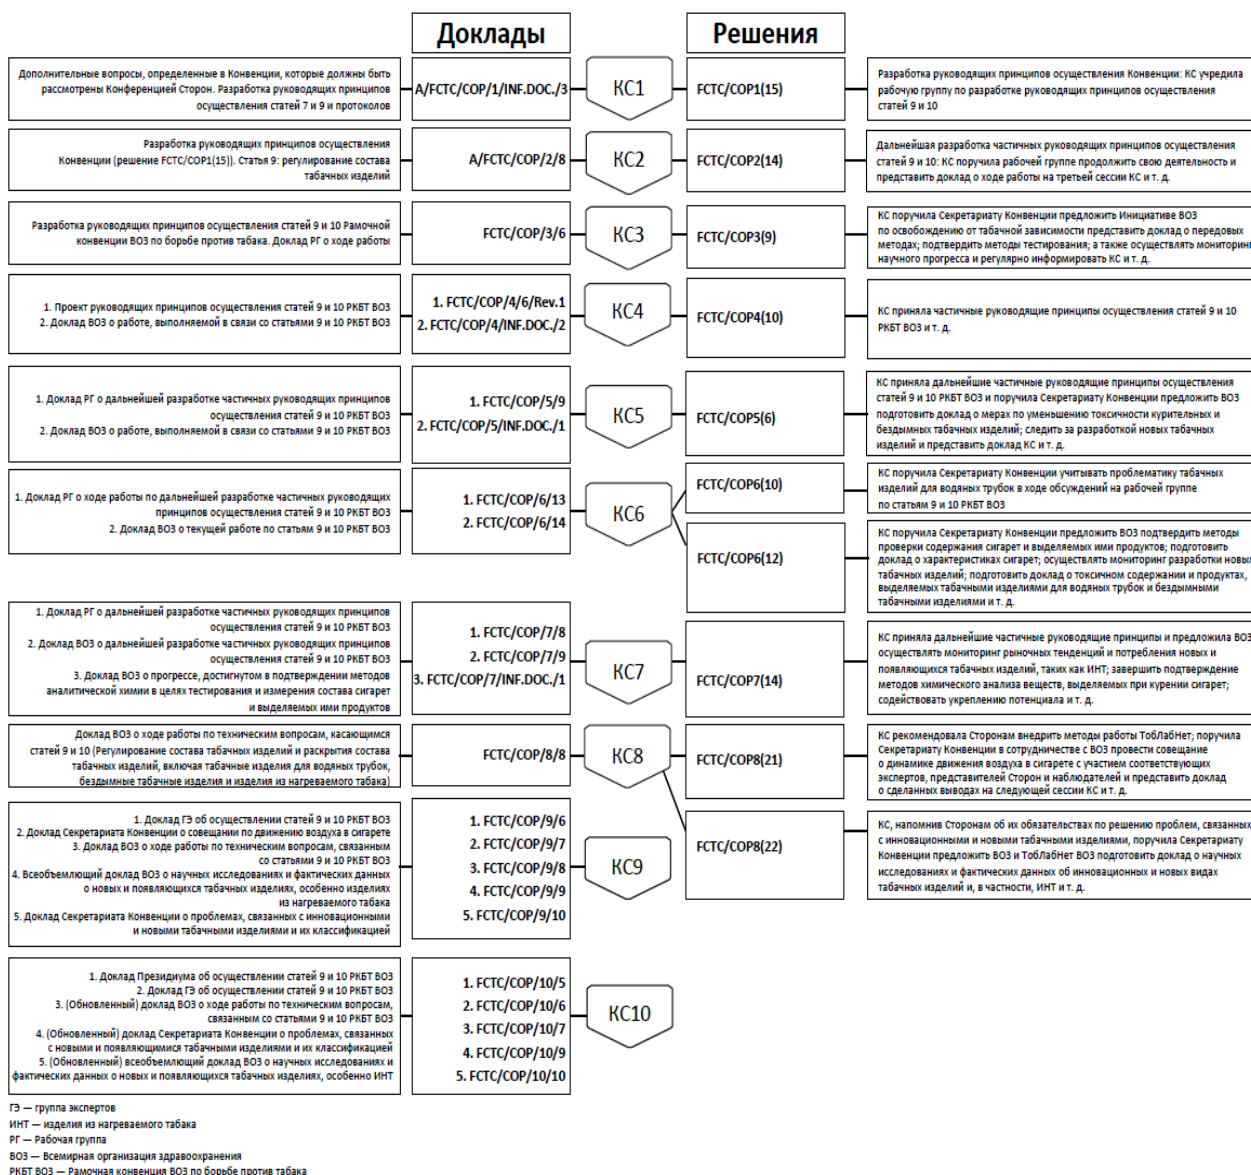 Доклады
Решения
Дополнительные вопросы, определенные в Конвенции, которые должны быть
рассмотрены Конференцией Сторон. Разработка руководящих принципов
осуществления статей 7 и 9 и протоколов
A/FCTC/COP/1/INF.DOC./3
КС1
FCTC/COP1(15)
Разработка руководящих принципов осуществления Конвенции: КС учредила
рабочую группу по разработке руководящих принципов осуществления
статей 9 и 10
Разработка руководящих принципов осуществления
Конвенции (решение FCTC/COP1(15)). Статья 9: регулирование состава
табачных изделий
A/FCTC/COP/2/8
КС2
FCTC/COP2(14)
Дальнейшая разработка частичных руководящих принципов осуществления
статей 9 и 10: КС поручила рабочей группе продолжить свою деятельность и
представить доклад о ходе работы на третьей сессии КС и т. д.
Разработка руководящих принципов осуществления статей 9 и 10 Рамочной
конвенции ВОЗ по борьбе против табака. Доклад РГ о ходе работы
FCTC/COP/3/6
КС3
FCTC/COP3(9)
КС поручила Секретариату Конвенции предложить Инициативе ВОЗ
по освобождению от табачной зависимости представить доклад о передовых
методах; подтвердить методы тестирования; а также осуществлять мониторинг
научного прогресса и регулярно информировать КС и т. д.
1. Проект руководящих принципов осуществления статей 9 и 10 РКБТ ВОЗ
2. Доклад ВОЗ о работе, выполняемой в связи со статьями 9 и 10 РКБТ ВОЗ
1. FCTC/COP/4/6/Rev.1
2. FCTC/COP/4/INF.DOC./2
КС4
FCTC/COP4(10)
КС приняла частичные руководящие принципы осуществления статей 9 и 10
РКБТ ВОЗ и т. д.
1. Доклад РГ о дальнейшей разработке частичных руководящих принципов
осуществления статей 9 и 10 РКБТ ВОЗ
2. Доклад ВОЗ о работе, выполняемой в связи со статьями 9 и 10 РКБТ ВОЗ
1. FCTC/COP/5/9
2. FCTC/COP/5/INF.DOC./1
КС5
FCTC/COP5(6)
КС приняла дальнейшие частичные руководящие принципы осуществления
статей 9 и 10 РКБТ ВОЗ и поручила Секретариату Конвенции предложить ВОЗ
подготовить доклад о мерах по уменьшению токсичности курительных и
бездымных табачных изделий; следить за разработкой новых табачных
изделий и представить доклад КС и т. д.
1. Доклад РГ о ходе работы по дальнейшей разработке частичных руководящих
принципов осуществления статей 9 и 10 РКБТ ВОЗ
2. Доклад ВОЗ о текущей работе по статьям 9 и 10 РКБТ ВОЗ
1. FCTC/COP/6/13
2. FCTC/COP/6/14
КС6
FCTC/COP6(10)
КС поручила Секретариату Конвенции учитывать проблематику табачных
изделий для водяных трубок в ходе обсуждений на рабочей группе
по статьям 9 и 10 РКБТ ВОЗ
FCTC/COP6(12)
КС поручила Секретариату Конвенции предложить ВОЗ подтвердить методы
проверки содержания сигарет и выделяемых ими продуктов; подготовить
доклад о характеристиках сигарет; осуществлять мониторинг разработки новых
табачных изделий; подготовить доклад о токсичном содержании и продуктах,
выделяемых табачными изделиями для водяных трубок и бездымными
табачными изделиями и т. д.
1. Доклад РГ о дальнейшей разработке частичных руководящих принципов
осуществления статей 9 и 10 РКБТ ВОЗ
2. Доклад ВОЗ о дальнейшей разработке частичных руководящих принципов
осуществления статей 9 и 10 РКБТ ВОЗ
3. Доклад ВОЗ о прогрессе, достигнутом в подтверждении методов
аналитической химии в целях тестирования и измерения состава сигарет
и выделяемых ими продуктов
1. FCTC/COP/7/8
2. FCTC/COP/7/9
3. FCTC/COP/7/INF.DOC./1
КС7
FCTC/COP7(14)
КС приняла дальнейшие частичные руководящие принципы и предложила ВОЗ
осуществлять мониторинг рыночных тенденций и потребления новых и
появляющихся табачных изделий, таких как ИНТ; завершить подтверждение
методов химического анализа веществ, выделяемых при курении сигарет;
содействовать укреплению потенциала и т. д.
Доклад ВОЗ о ходе работы по техническим вопросам, касающимся
статей 9 и 10 (Регулирование состава табачных изделий и раскрытия состава
табачных изделий, включая табачные изделия для водяных трубок,
бездымные табачные изделия и изделия из нагреваемого табака)
FCTC/COP/8/8
КС8
FCTC/COP8(21)
КС рекомендовала Сторонам внедрить методы работы ТобЛабНет; поручила
Секретариату Конвенции в сотрудничестве с ВОЗ провести совещание
о динамике движения воздуха в сигарете с участием соответствующих
экспертов, представителей Сторон и наблюдателей и представить доклад
о сделанных выводах на следующей сессии КС и т. д.
FCTC/COP8(22)
КС, напомнив Сторонам об их обязательствах по решению проблем, связанных
с инновационными и новыми табачными изделиями, поручила Секретариату
Конвенции предложить ВОЗ и ТобЛабНет ВОЗ подготовить доклад о научных
исследованиях и фактических данных об инновационных и новых видах
табачных изделий и, в частности, ИНТ и т. д.
1. Доклад ГЭ об осуществлении статей 9 и 10 РКБТ ВОЗ
2. Доклад Секретариата Конвенции о совещании по движению воздуха в сигарете
3. Доклад ВОЗ о ходе работы по техническим вопросам, связанным
со статьями 9 и 10 РКБТ ВОЗ
4. Всеобъемлющий доклад ВОЗ о научных исследованиях и фактических данных
о новых и появляющихся табачных изделиях, особенно изделиях
из нагреваемого табака
5. Доклад Секретариата Конвенции о проблемах, связанных с инновационными
и новыми табачными изделиями и их классификацией
1. FCTC/COP/9/6
2. FCTC/COP/9/7
3. FCTC/COP/9/8
4. FCTC/COP/9/9
5. FCTC/COP/9/10
КС9
1. Доклад Президиума об осуществлении статей 9 и 10 РКБТ ВОЗ
2. Доклад ГЭ об осуществлении статей 9 и 10 РКБТ ВОЗ
3. (Обновленный) доклад ВОЗ о ходе работы по техническим вопросам,
связанным со статьями 9 и 10 РКБТ ВОЗ
4. (Обновленный) доклад Секретариата Конвенции о проблемах, связанных
с новыми и появляющимися табачными изделиями и их классификацией
5. (Обновленный) всеобъемлющий доклад ВОЗ о научных исследованиях и
фактических данных о новых и появляющихся табачных изделиях, особенно ИНТ
1. FCTC/COP/10/5
2. FCTC/COP/10/6
3. FCTC/COP/10/7
4. FCTC/COP/10/9
5. FCTC/COP/10/10
КС10
ГЭ — группа экспертов
ИНТ — изделия из нагреваемого табака
РГ — Рабочая группа
ВОЗ — Всемирная организация здравоохранения
РКБТ ВОЗ — Рамочная конвенция ВОЗ по борьбе против табака